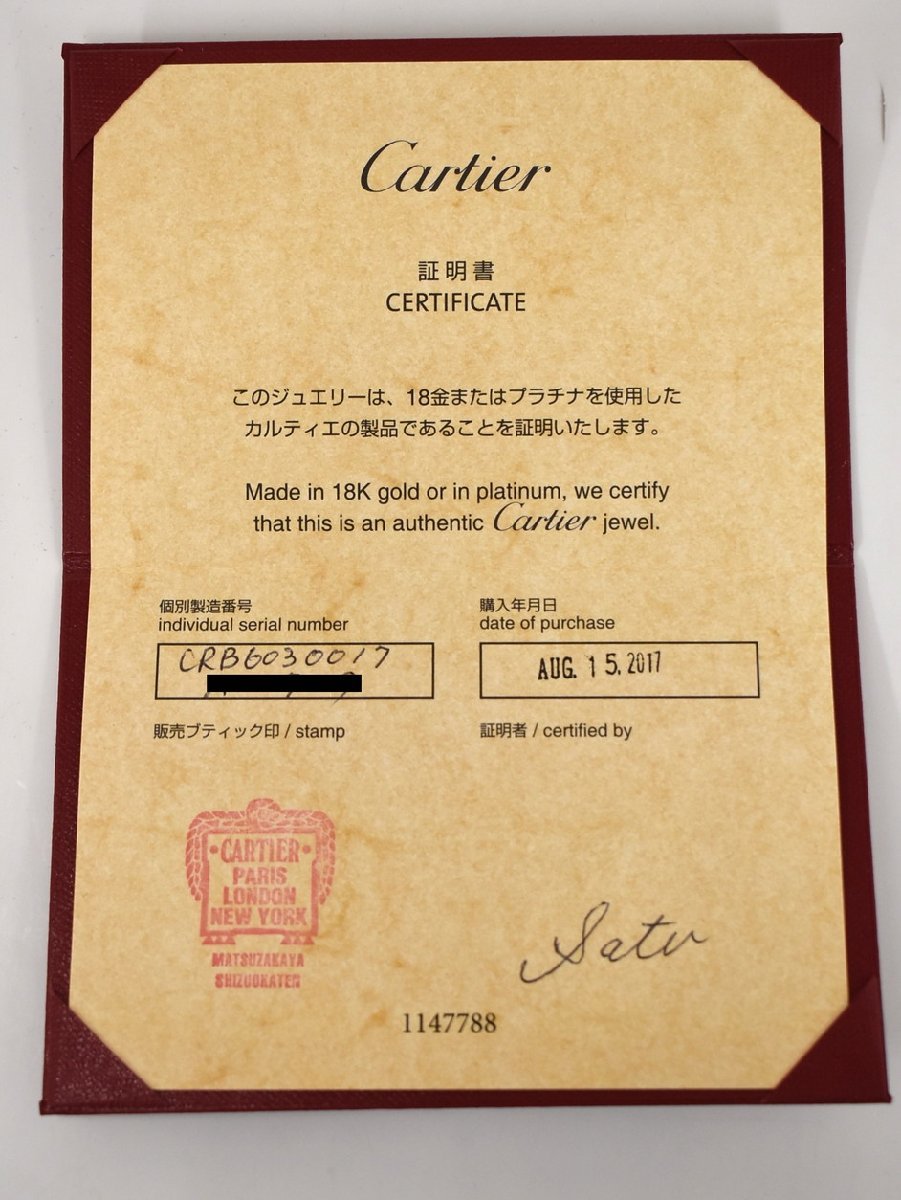 Cartier
証明書
CERTIFICATE
このジュエリーは、18金またはプラチナを使用した
カルティエの製品であることを証明いたします。
Made in 18K gold or in platinum, we certify
that this is an authentic Cartier jewel.
個別製造番号
individual serial number
CRB6030017
購入年月日
date of purchase
AUG. 15.2017
販売ブティック印 / stamp
証明者 / certified by
CARTIER
PARIS
LONDON
NEW YORK
MATSUZAKAYA
SHIZUOKATEN
1147788